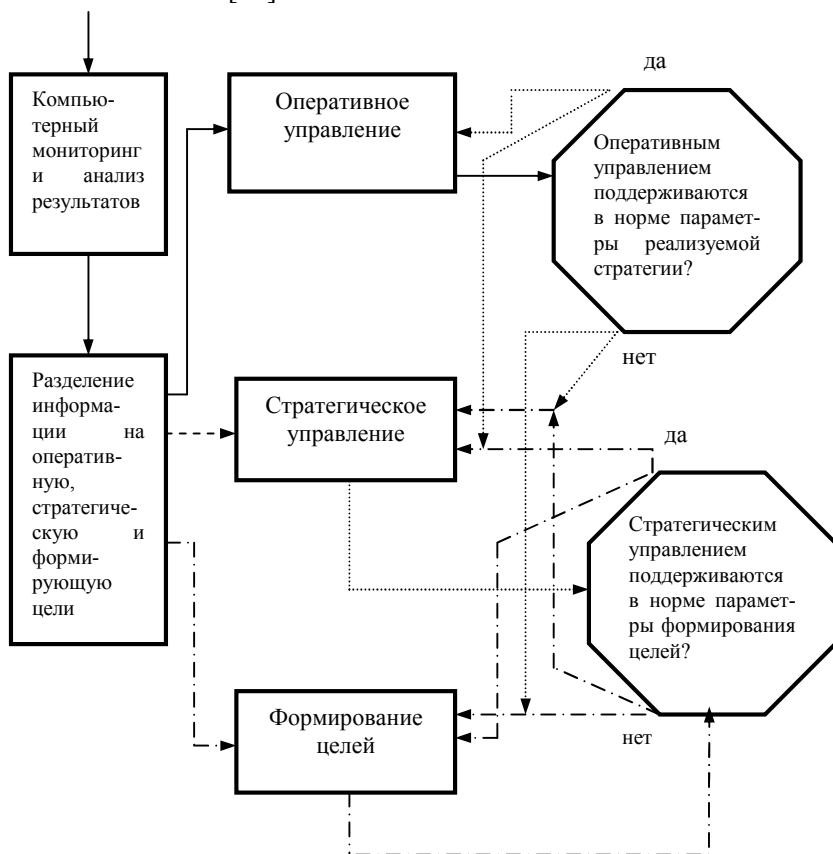 Компью-
терный
мониторинг
и анализ
результатов
Оперативное
управление
да
Оперативным
управлением
поддерживаются
в норме парамет-
ры реализуемой
стратегии?
нет
Разделение
информа-
ции на
оператив-
ную,
стратегиче-
скую и
форми-
рующую
цели
Стратегическое
управление
да
Стратегическим
управлением
поддерживаются
в норме парамет-
ры формирования
целей?
нет
Формирование
целей